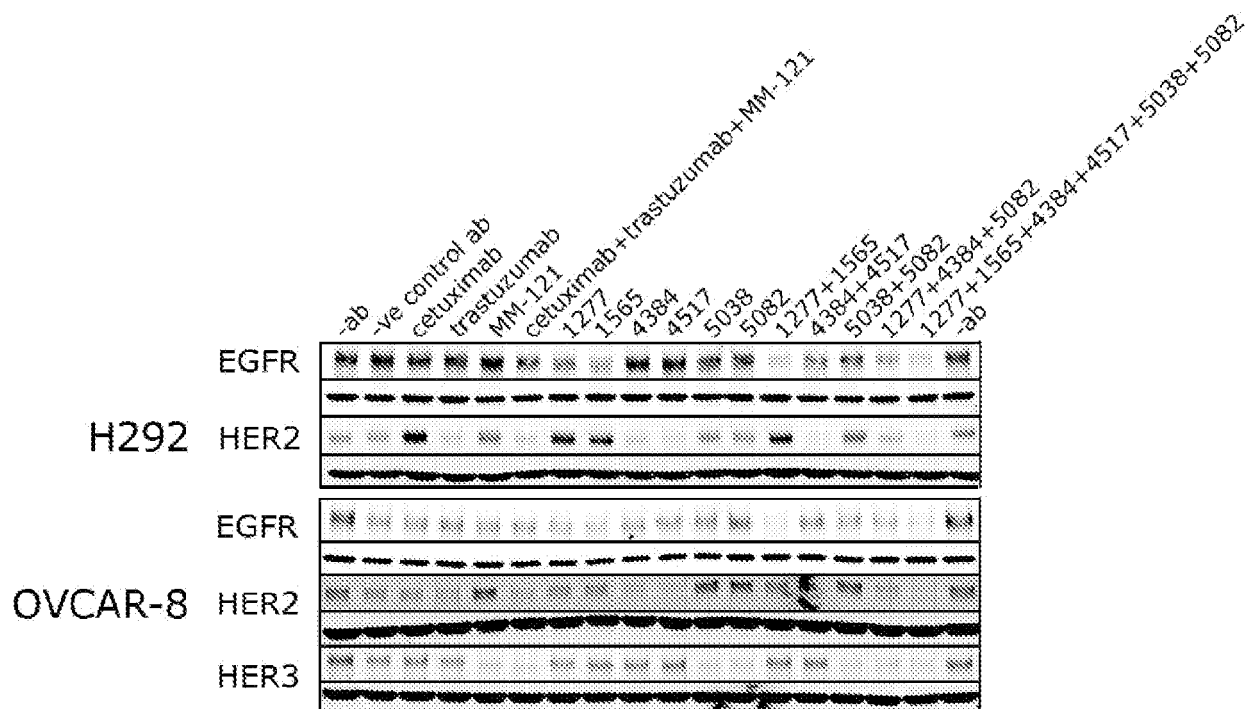 -ab
-ve control ab
cetuximab
trastuzumab
MM-121
cetuximab+trastuzumab+MM-121
1277
1565
4384
4517
5038
5082
1277+1565
4384+4517
5038+5082
1277+4384+5082
1277+1565+4384+4517+5038+5082
-ab
H292
EGFR
HER2
OVCAR-8
EGFR
HER2
HER3